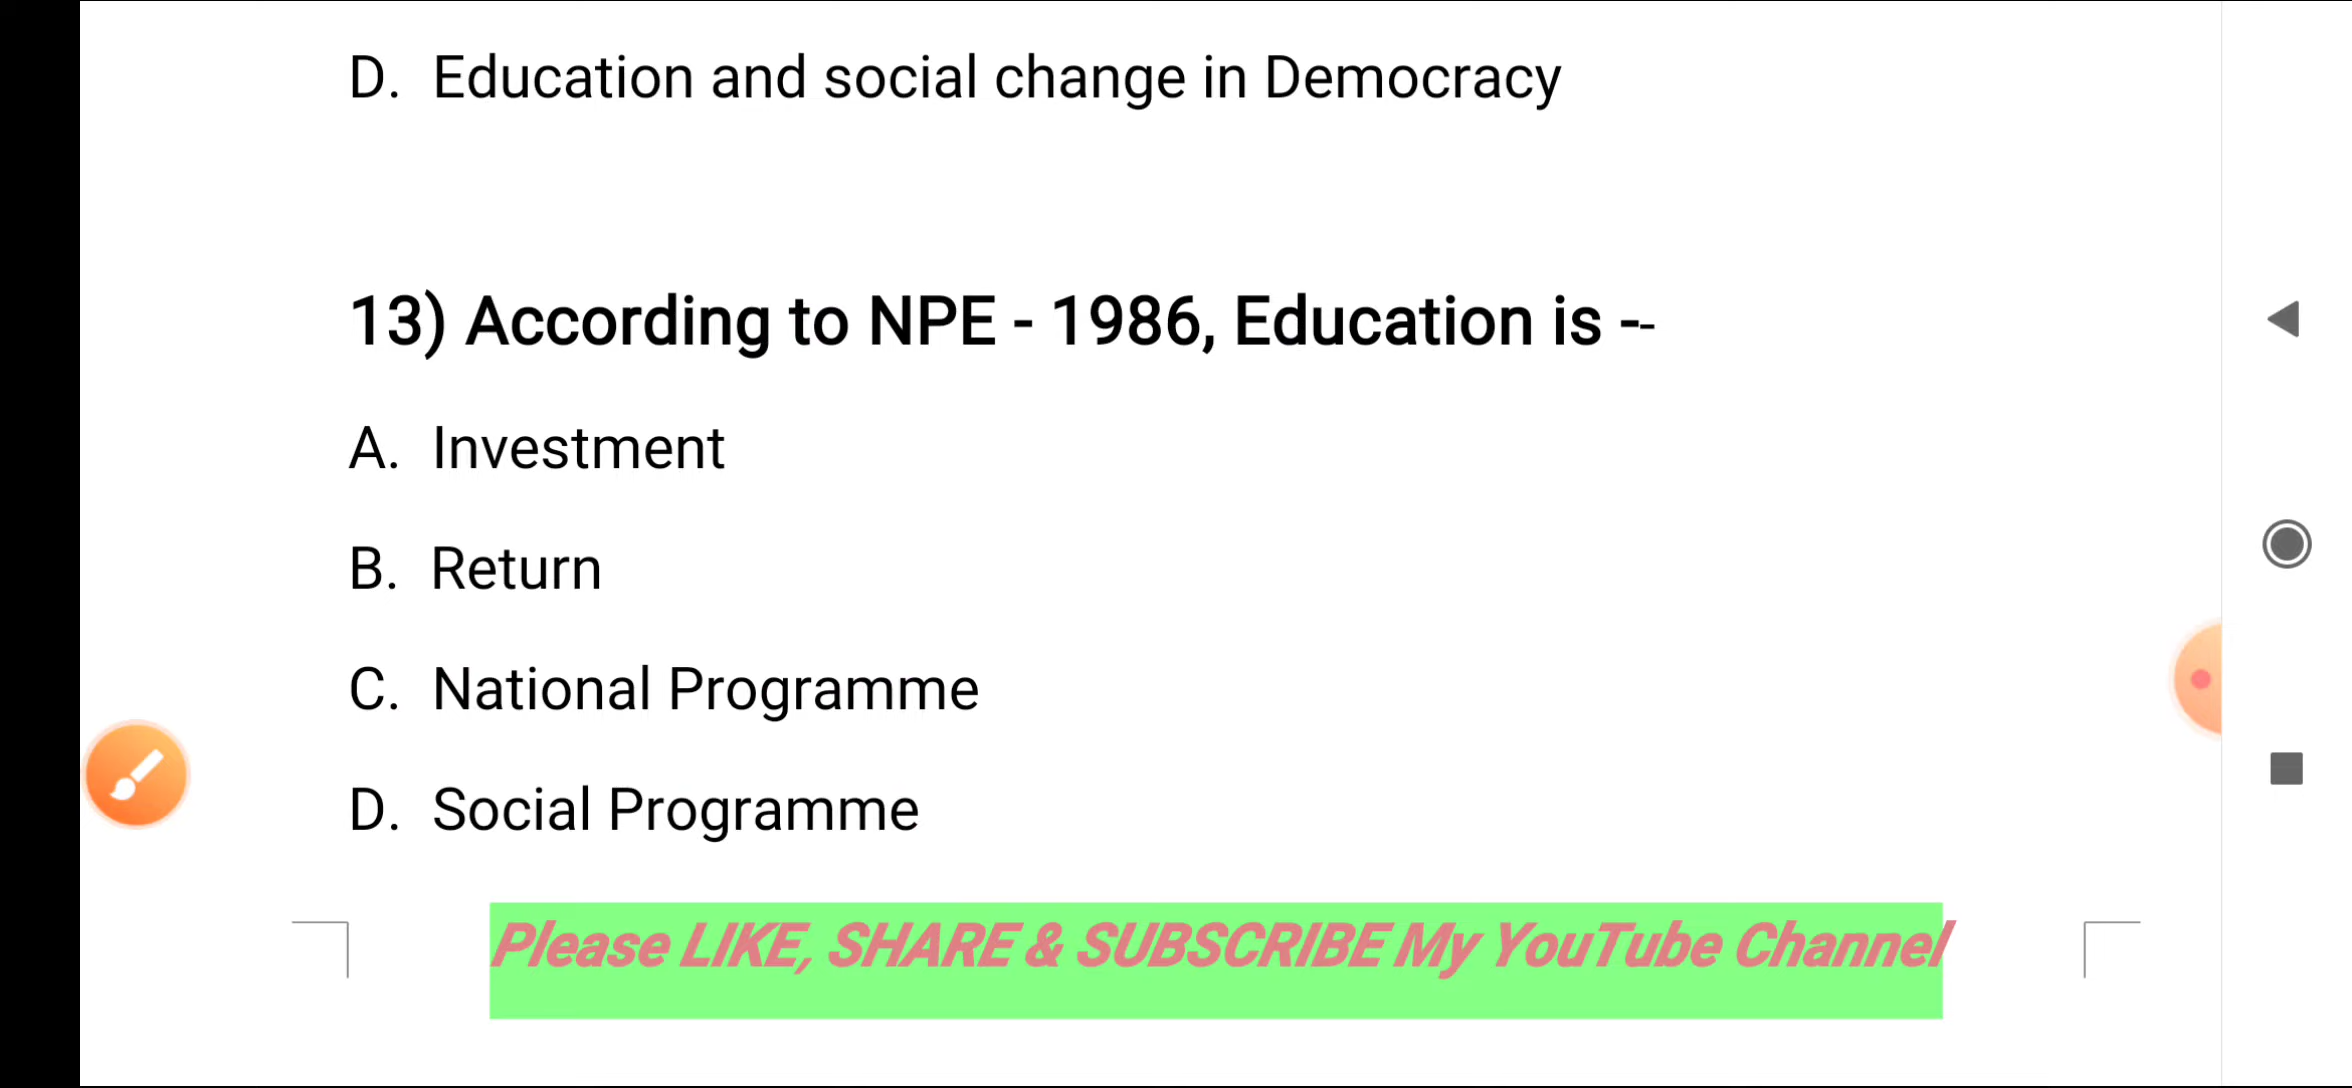 D. Education and social change in Democracy
13) According to NPE - 1986, Education is --
A. Investment
B. Return
C. National Programme
D. Social Programme
Please LIKE, SHARE & SUBSCRIBE My YouTube Channel